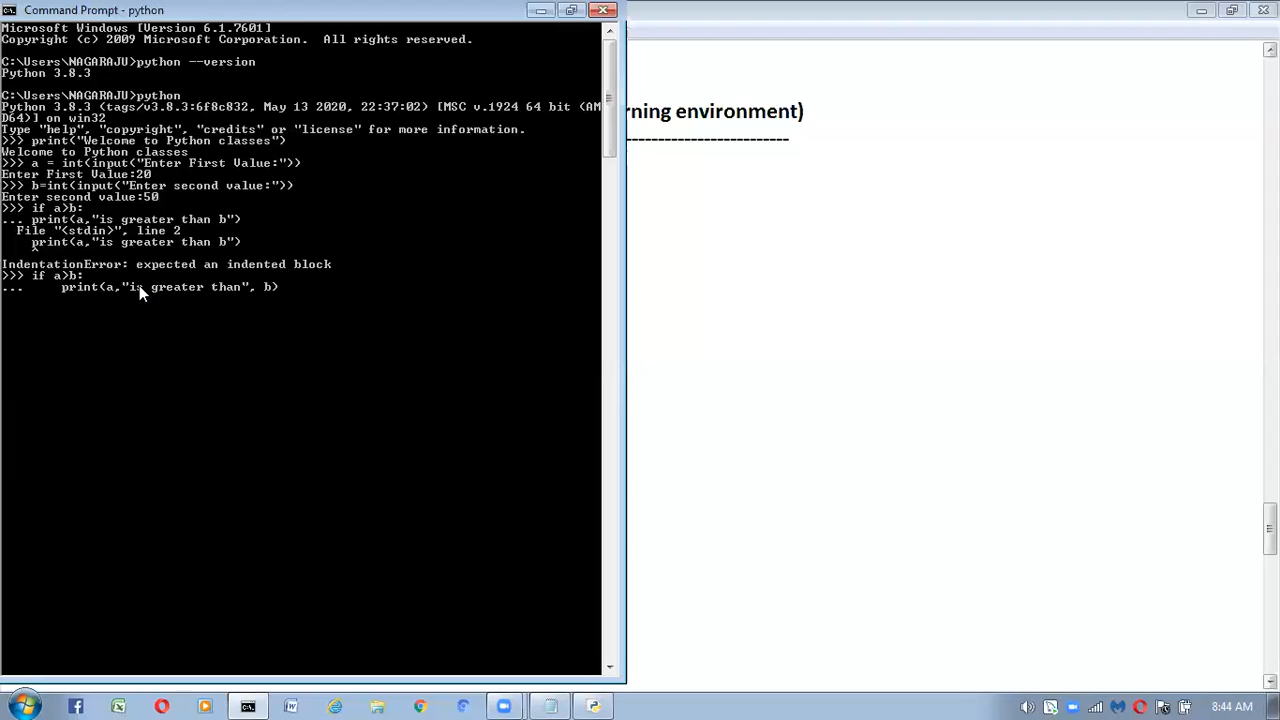 Command Prompt - python
Microsoft Windows [Version 6.1.7601]
Copyright (c) 2009 Microsoft Corporation.  All rights reserved.
C:\Users\NAGARAJU>python --version
Python 3.8.3
C:\Users\NAGARAJU>python
Python 3.8.3 (tags/v3.8.3:6f8c832, May 13 2020, 22:37:02) [MSC v.1924 64 bit (AM
D64)] on win32
Type "help", "copyright", "credits" or "license" for more information.
>>> print("Welcome to Python classes")
Welcome to Python classes
>>> a = int(input("Enter First Value:"))
Enter First Value:20
>>> b=int(input("Enter second value:"))
Enter second value:50
>>> if a>b:
... print(a,"is greater than b")
  File "<stdin>", line 2
    print(a,"is greater than b")
    ^
IndentationError: expected an indented block
>>> if a>b:
...     print(a,"is greater than", b)
rning environment)
------------------------
8:44 AM